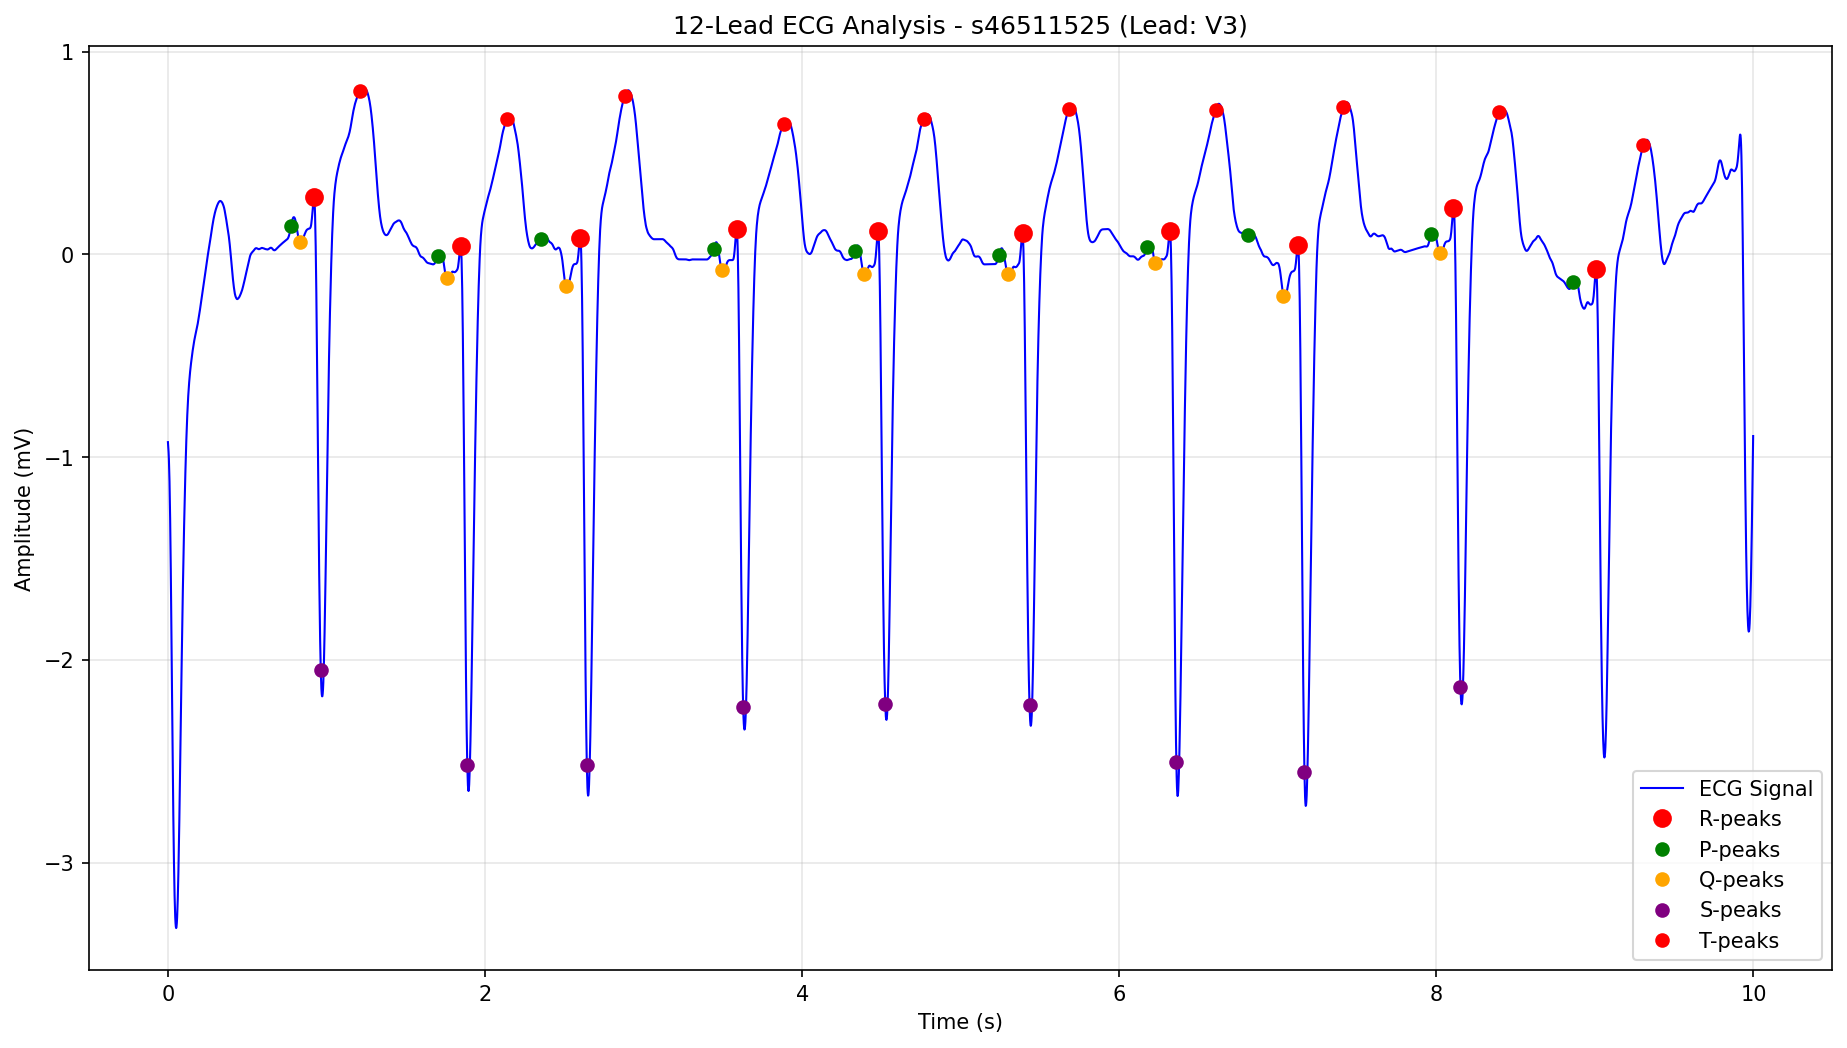 12-Lead ECG Analysis - s46511525 (Lead: V3)
Amplitude (mV)
1
0
−1
−2
−3
ECG Signal
R-peaks
P-peaks
Q-peaks
S-peaks
T-peaks
0
2
4
6
8
10
Time (s)